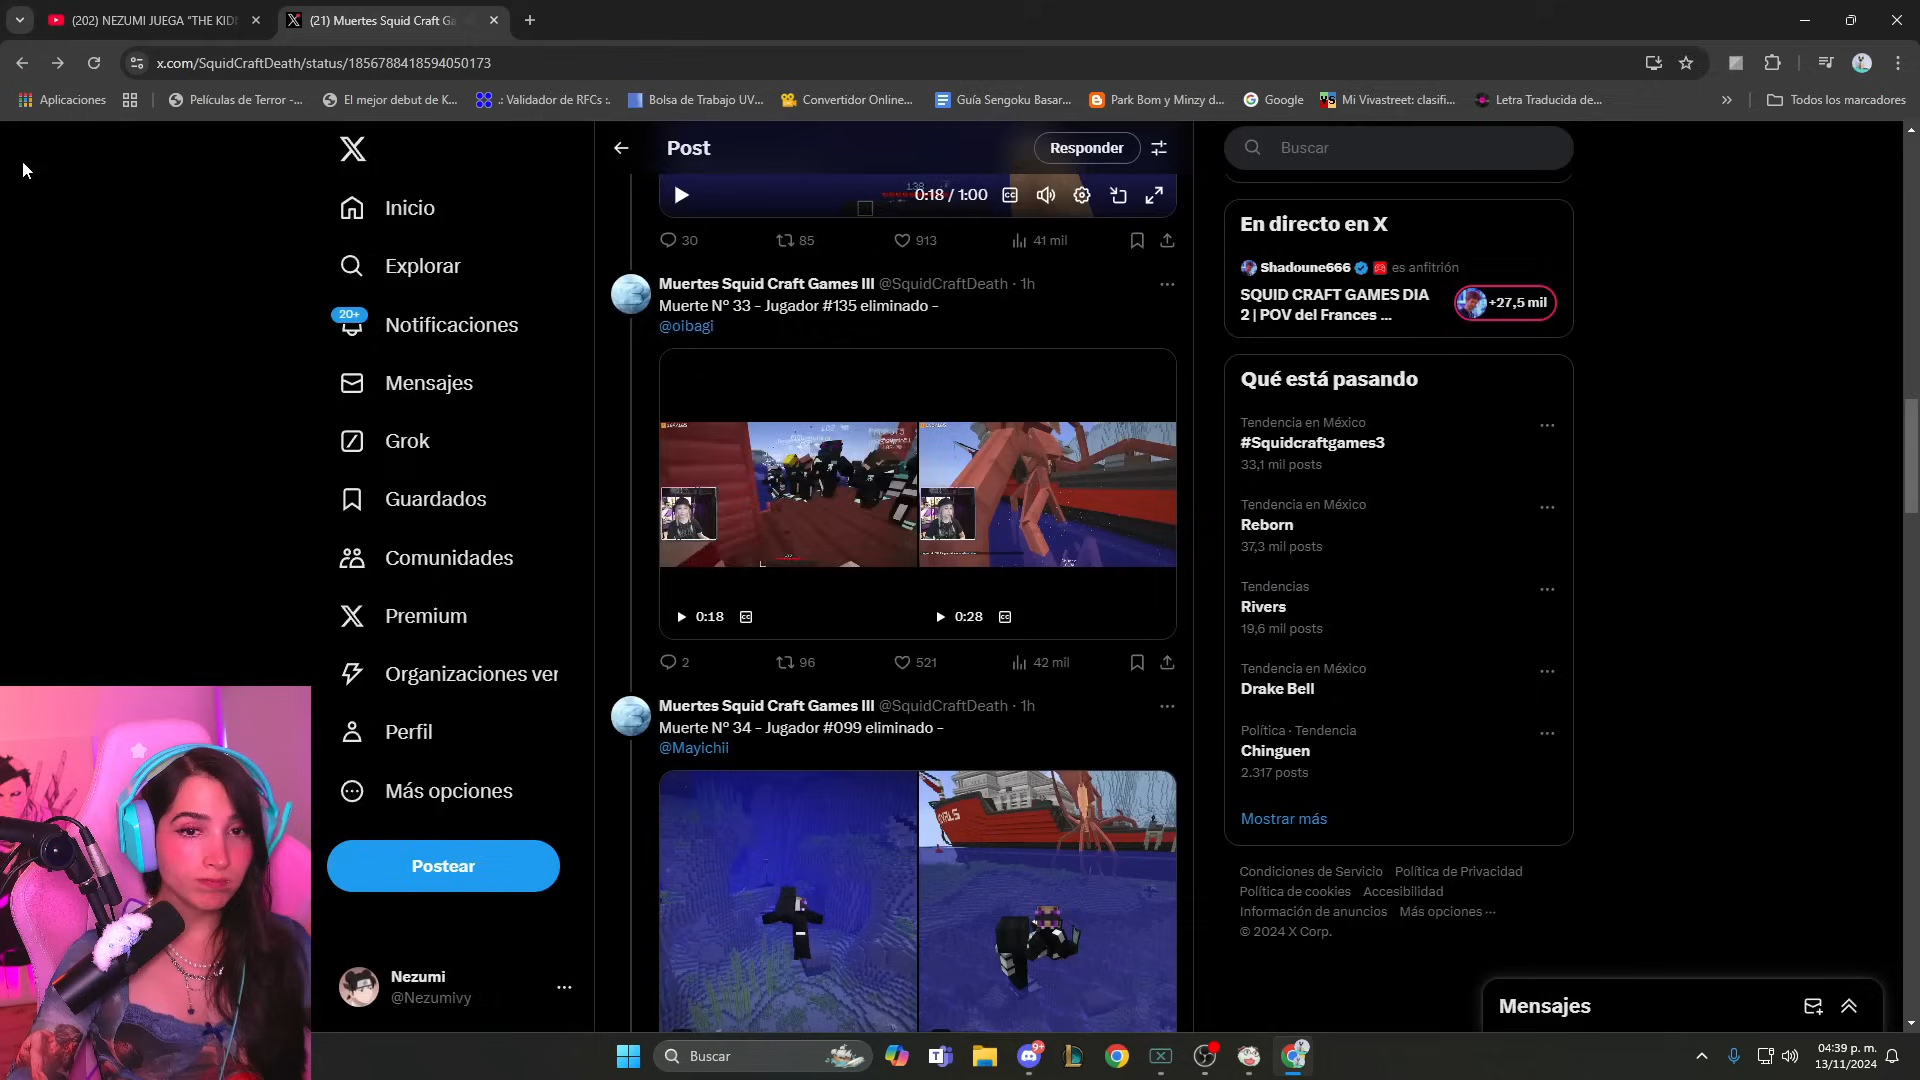 (202) NEZUMI JUEGA "THE KID
(21) Muertes Squid Craft Ga
x.com/SquidCraftDeath/status/1856788418594050173
Aplicaciones
Películas de Terror -...
El mejor debut de K...
.: Validador de RFCs :.
Bolsa de Trabajo UV...
Convertidor Online...
Guía Sengoku Basar...
Park Bom y Minzy d...
Google
Mi Vivastreet: clasifi...
Letra Traducida de...
Todos los marcadores
Inicio
Explorar
20+
Notificaciones
Mensajes
Grok
Guardados
Comunidades
Premium
Organizaciones ver
Perfil
Más opciones
Postear
Nezumi
@Nezumivy
Post
Responder
138
0:18 / 1:00
30
85
913
41 mil
Muertes Squid Craft Games III @SquidCraftDeath · 1h
Muerte N° 33 - Jugador #135 eliminado -
@oibagi
0:18
0:28
2
96
521
42 mil
Muertes Squid Craft Games III @SquidCraftDeath · 1h
Muerte N° 34 - Jugador #099 eliminado -
@Mayichii
Buscar
En directo en X
Shadoune666 es anfitrión
SQUID CRAFT GAMES DIA
2 | POV del Frances ...
+27,5 mil
Qué está pasando
Tendencia en México
#Squidcraftgames3
33,1 mil posts
Tendencia en México
Reborn
37,3 mil posts
Tendencias
Rivers
19,6 mil posts
Tendencia en México
Drake Bell
Política · Tendencia
Chinguen
2.317 posts
Mostrar más
Condiciones de Servicio Política de Privacidad
Política de cookies Accesibilidad
Información de anuncios Más opciones ···
© 2024 X Corp.
Mensajes
Buscar
9+
04:39 p. m.
13/11/2024